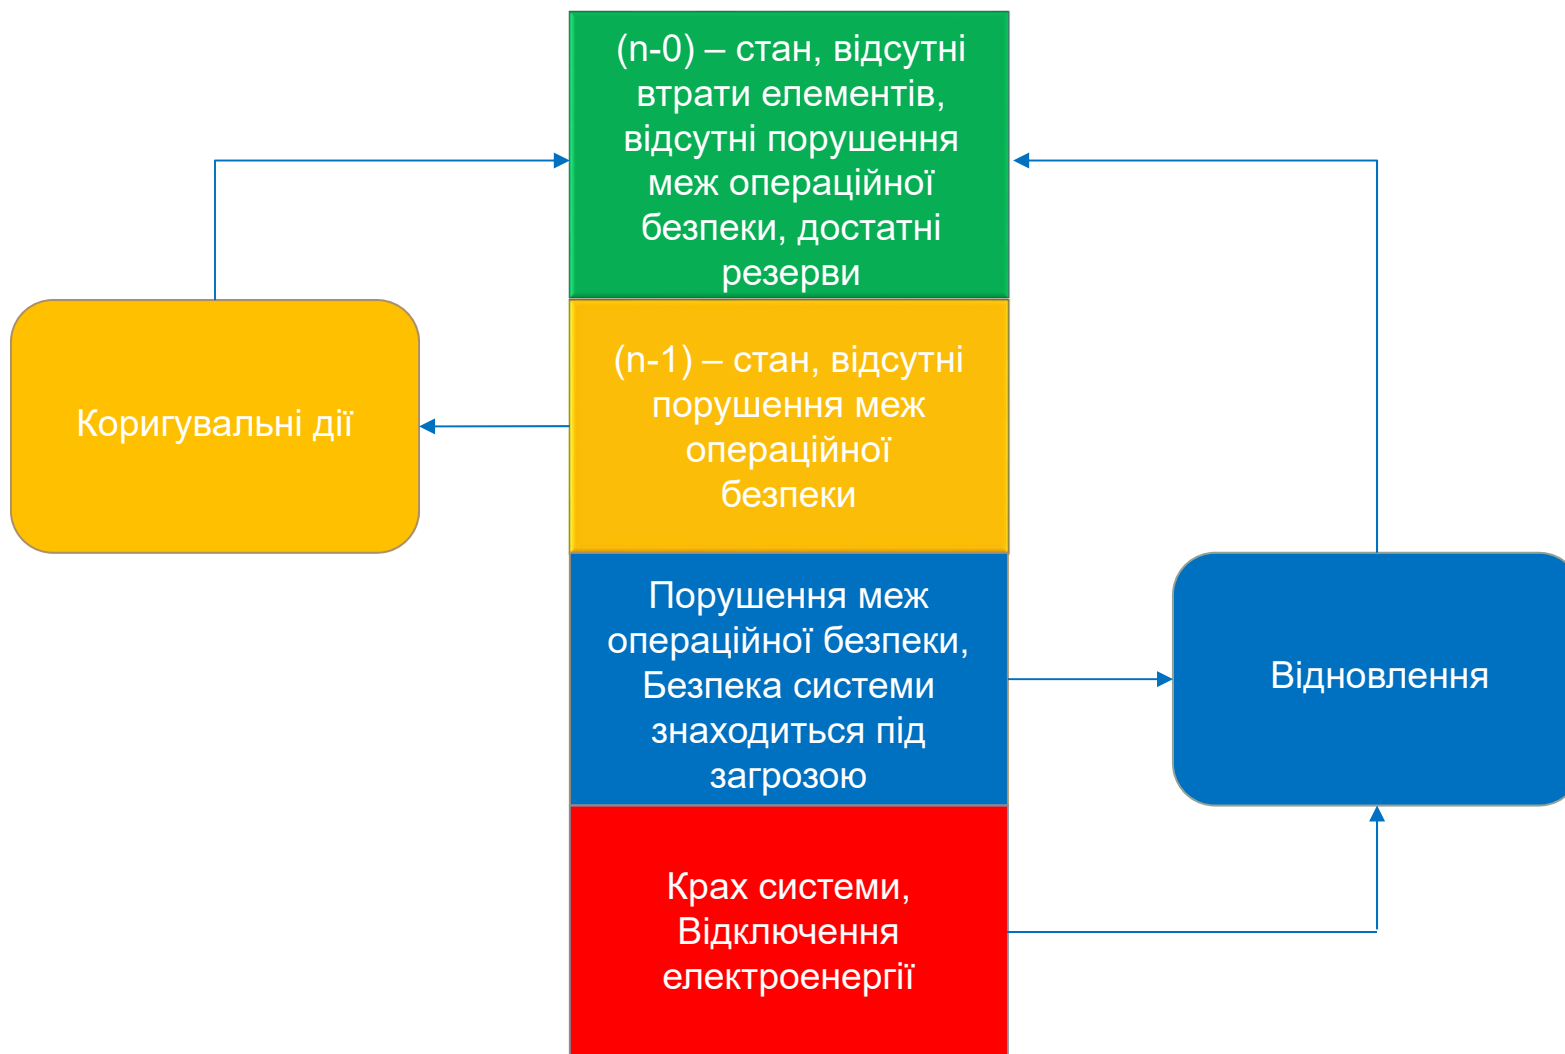 (n-0) – стан, відсутні
втрати елементів,
відсутні порушення
меж операційної
безпеки, достатні
резерви
(n-1) – стан, відсутні
порушення меж
операційної
безпеки
Коригувальні дії
Порушення меж
операційної безпеки,
Безпека системи
знаходиться під
загрозою
Відновлення
Крах системи,
Відключення
електроенергії